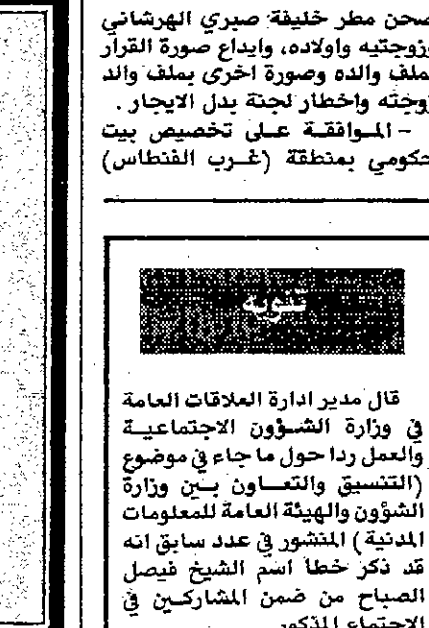 صحن مطر خليفة صبري الهرشاني
وزوجتيه واولاده، وايداع صورة القرار
بملف والده وصورة اخرى بملف والد
زوجته واخطار لجنة بدل الايجار .
- الموافقة على تخصيص بيت
حكومي بمنطقة (غرب الفنطاس)
تنويه
قال مدير ادارة العلاقات العامة
في وزارة الشؤون الاجتماعية
والعمل ردا حول ما جاء في موضوع
(التنسيق والتعاون بين وزارة
الشؤون والهيئة العامة للمعلومات
المدنية) المنشور في عدد سابق انه
قد ذكر خطأ اسم الشيخ فيصل
الصباح من ضمن المشاركين في
الاجتماع المذكور